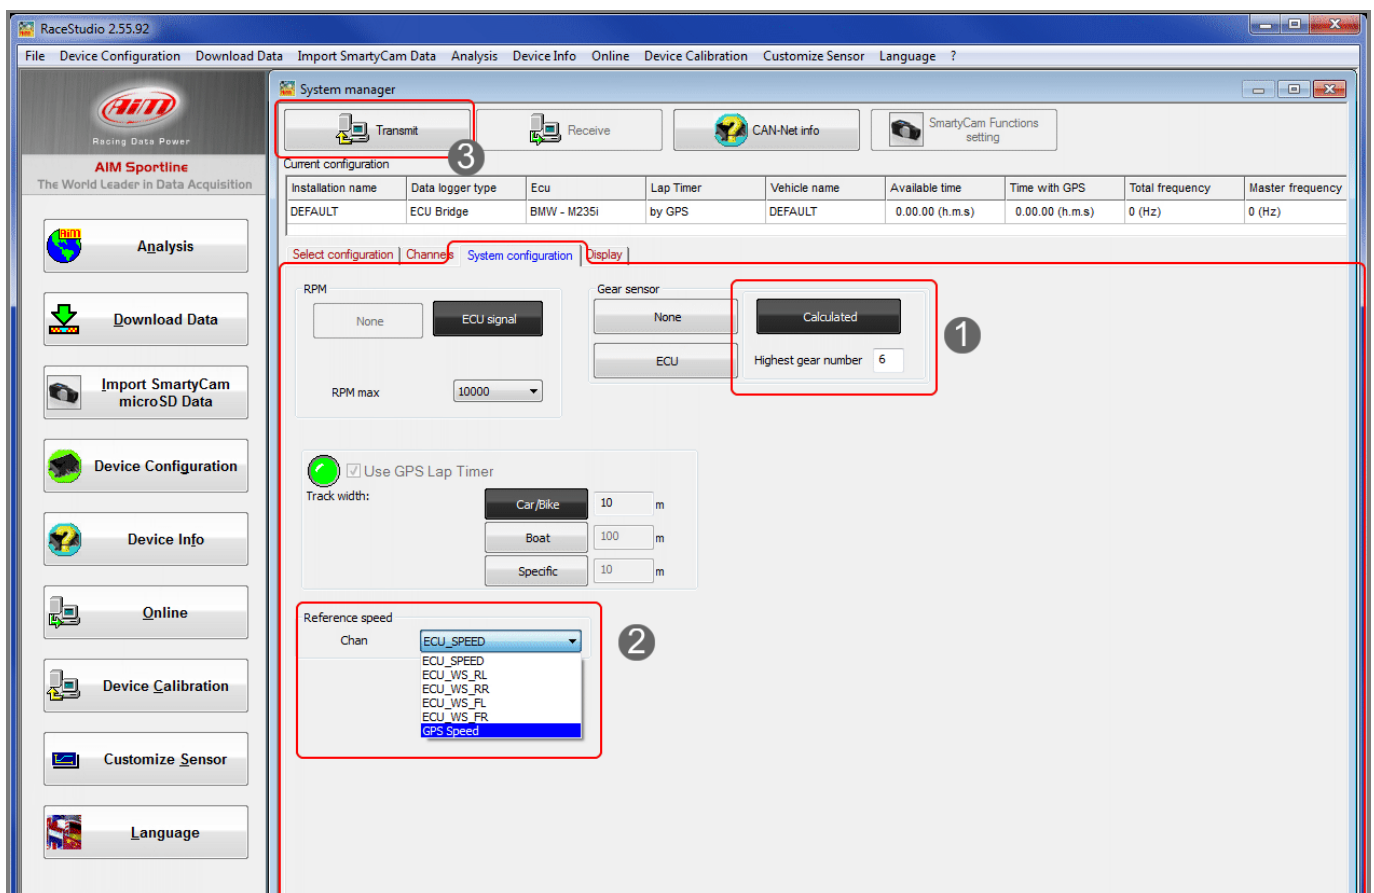 RaceStudio 2.55.92
File Device Configuration Download Data Import SmartyCam Data Analysis Device Info Online Device Calibration Customize Sensor Language ?
AiM
Racing Data Power
AIM Sportline
The World Leader in Data Acquisition
Analysis
Download Data
Import SmartyCam
microSD Data
Device Configuration
Device Info
Online
Device Calibration
Customize Sensor
Language
System manager
Transmit
Receive
CAN-Net info
SmartyCam Functions
setting
3
Current configuration
Installation name Data logger type Ecu Lap Timer Vehicle name Available time Time with GPS Total frequency Master frequency
DEFAULT ECU Bridge BMW - M235i by GPS DEFAULT 0.00.00 (h.m.s) 0.00.00 (h.m.s) 0 (Hz) 0 (Hz)
Select configuration Channels System configuration Display
RPM
None
ECU signal
RPM max 10000
Gear sensor
None
ECU
Calculated
Highest gear number 6
1
Use GPS Lap Timer
Track width:
Car/Bike 10 m
Boat 100 m
Specific 10 m
Reference speed
Chan ECU_SPEED
ECU_SPEED
ECU_WS_RL
ECU_WS_RR
ECU_WS_FL
ECU_WS_FR
GPS Speed
2